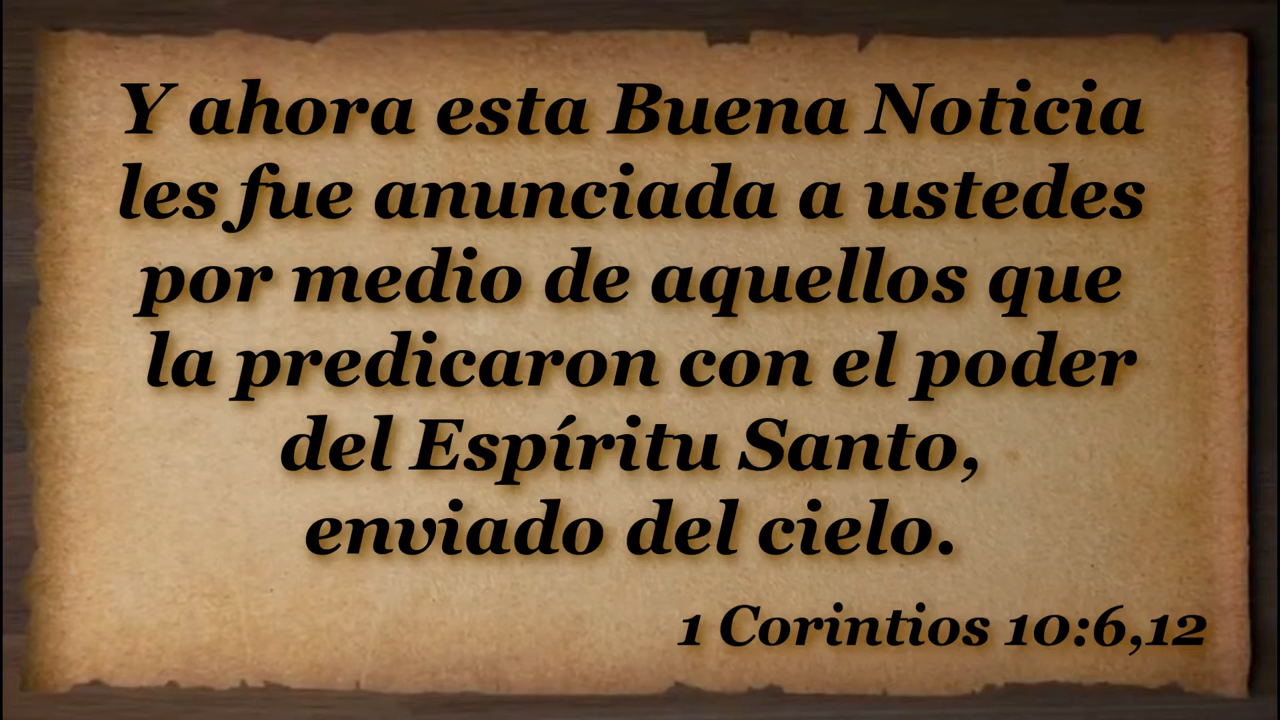 Y ahora esta Buena Noticia
les fue anunciada a ustedes
por medio de aquellos que
la predicaron con el poder
del Espíritu Santo,
enviado del cielo.
1 Corintios 10:6,12